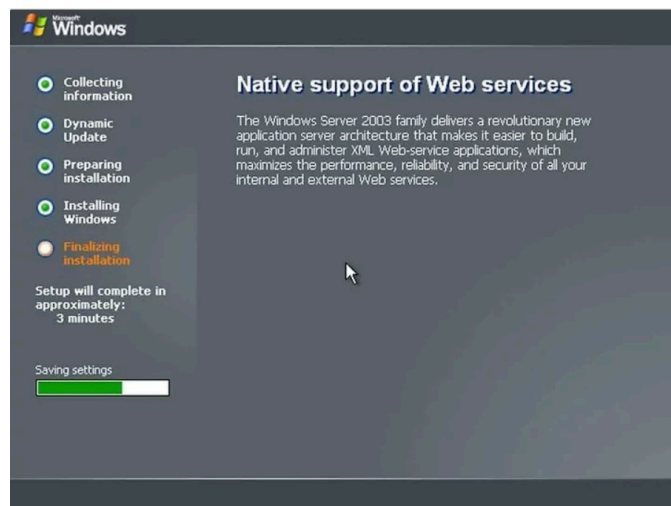 Microsoft
Windows
Collecting
information
Dynamic
Update
Preparing
installation
Installing
Windows
Finalizing
installation
Setup will complete in
approximately:
3 minutes
Saving settings
Native support of Web services
The Windows Server 2003 family delivers a revolutionary new
application server architecture that makes it easier to build,
run, and administer XML Web-service applications, which
maximizes the performance, reliability, and security of all your
internal and external Web services.